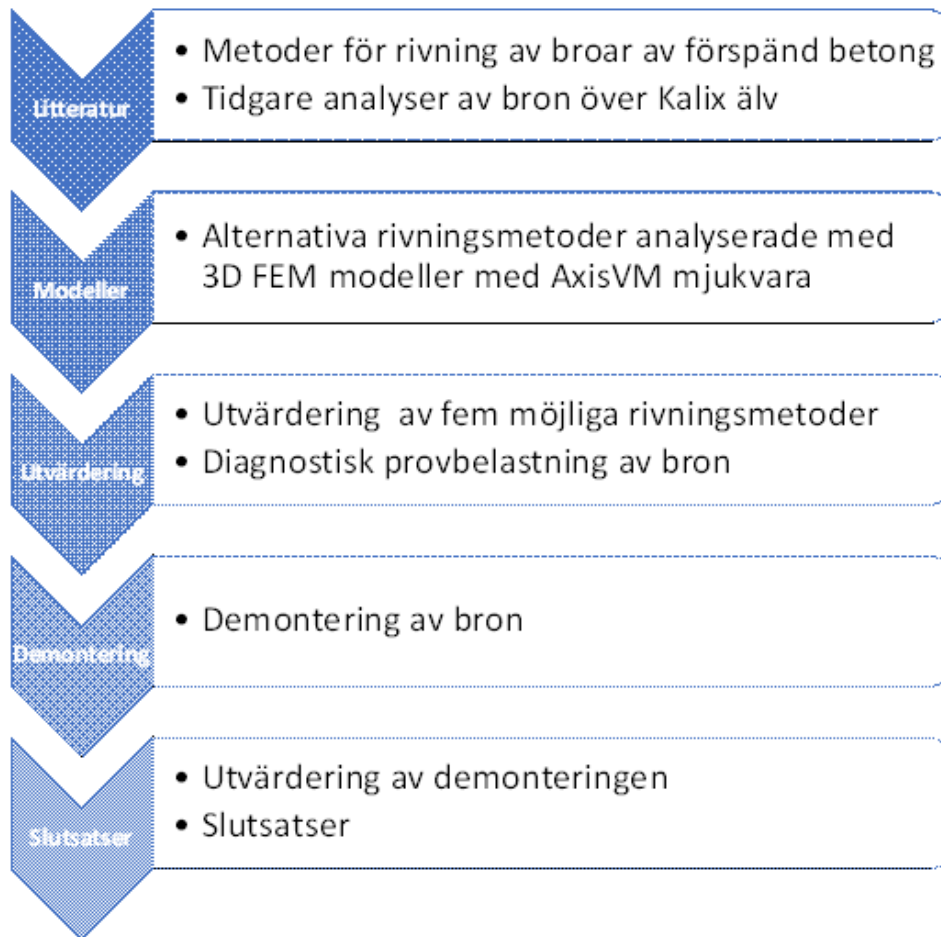 Litteratur
• Metoder för rivning av broar av förspänd betong
• Tidgare analyser av bron över Kalix älv
Modeller
• Alternativa rivningsmetoder analyserade med
3D FEM modeller med AxisVM mjukvara
Utvärdering
• Utvärdering av fem möjliga rivningsmetoder
• Diagnostisk provbelastning av bron
Demontering
• Demontering av bron
Slutsatser
• Utvärdering av demonteringen
• Slutsatser